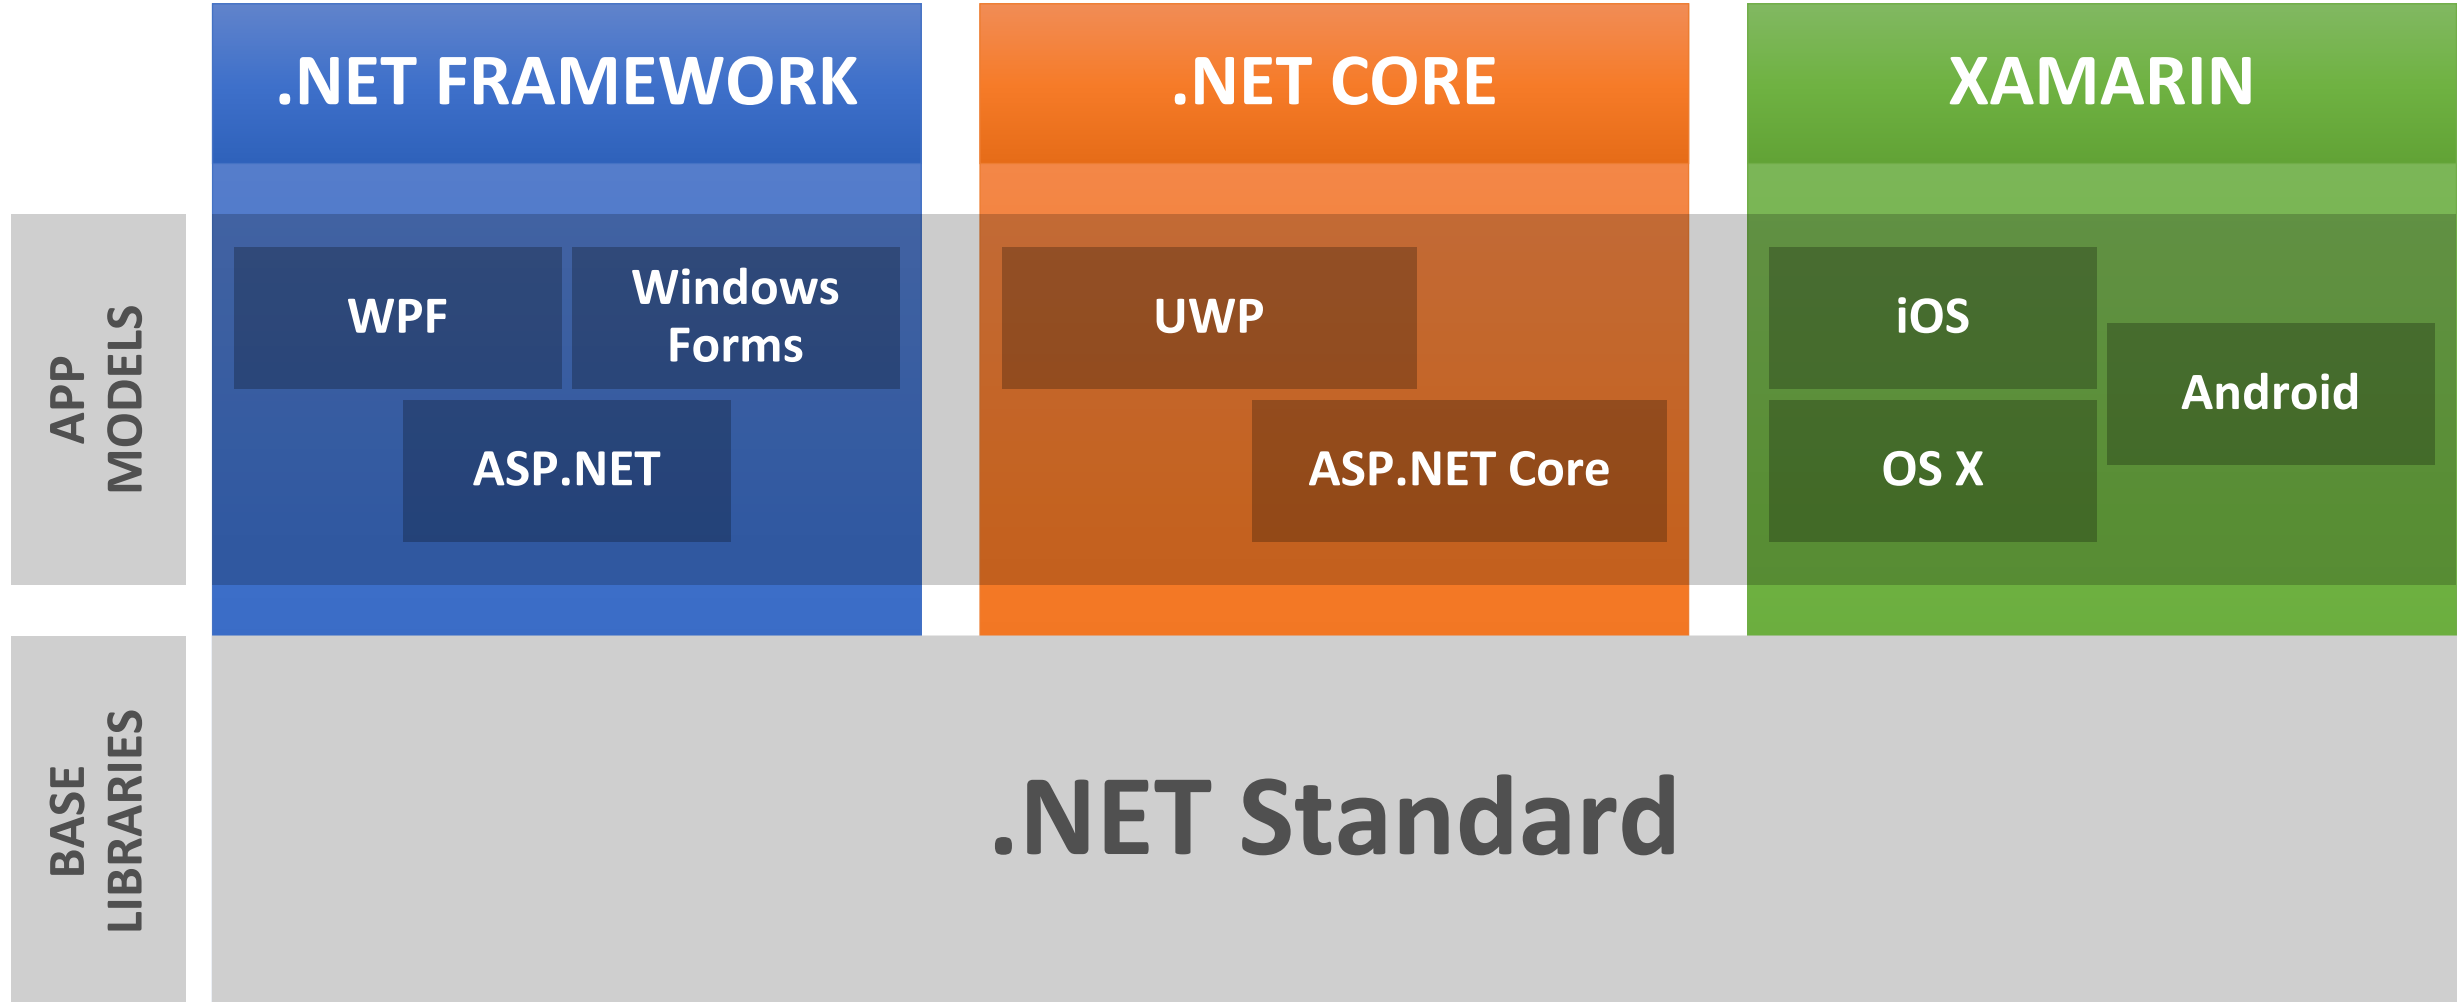 .NET FRAMEWORK
.NET CORE
XAMARIN
APP
MODELS
WPF
Windows
Forms
ASP.NET
UWP
ASP.NET Core
iOS
Android
OS X
BASE
LIBRARIES
.NET Standard